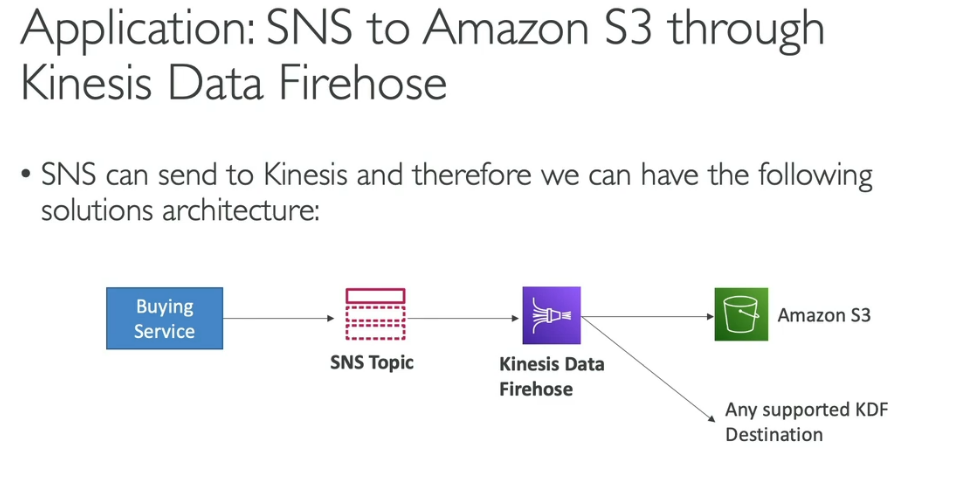 Application: SNS to Amazon S3 through
Kinesis Data Firehose
• SNS can send to Kinesis and therefore we can have the following
solutions architecture:
Buying
Service
SNS Topic
Kinesis Data
Firehose
Amazon S3
Any supported KDF
Destination